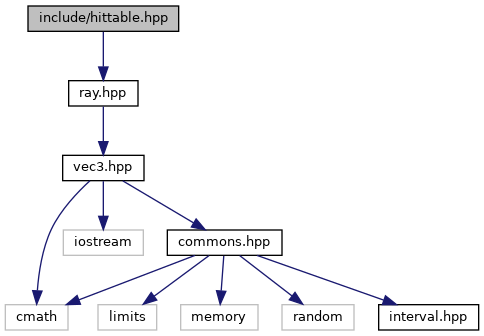 include/hittable.hpp
ray.hpp
vec3.hpp
iostream
commons.hpp
cmath
limits
memory
random
interval.hpp